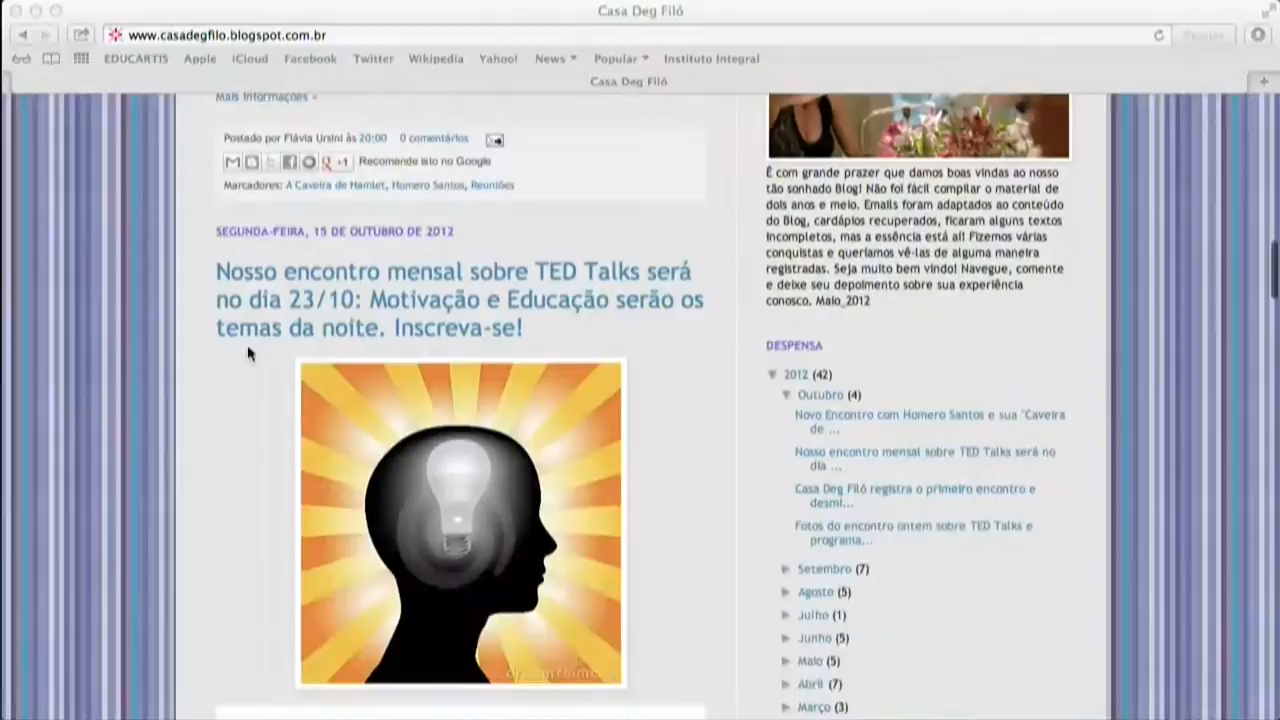 Casa Deg Filó
www.casadegfilo.blogspot.com.br
EDUCARTIS Apple iCloud Facebook Twitter Wikipedia Yahoo! News Popular Instituto Integral
Casa Deg Filó
Mais informações »
Postado por Flávia Ursini às 20:00 0 comentários
+1 Recomende isto no Google
Marcadores: A Caveira de Hamlet, Homero Santos, Reuniões
SEGUNDA-FEIRA, 15 DE OUTUBRO DE 2012
Nosso encontro mensal sobre TED Talks será
no dia 23/10: Motivação e Educação serão os
temas da noite. Inscreva-se!
É com grande prazer que damos boas vindas ao nosso
tão sonhado Blog! Não foi fácil compilar o material de
dois anos e meio. Emails foram adaptados ao conteúdo
do Blog, cardápios recuperados, ficaram alguns textos
incompletos, mas a essência está aí! Fizemos várias
conquistas e queríamos vê-las de alguma maneira
registradas. Seja muito bem vindo! Navegue, comente
e deixe seu depoimento sobre sua experiência
conosco. Maio_2012
DESPENSA
2012 (42)
Outubro (4)
Novo Encontro com Homero Santos e sua "Caveira
de ...
Nosso encontro mensal sobre TED Talks será no
dia ...
Casa Deg Filó registra o primeiro encontro e
desmi...
Fotos do encontro ontem sobre TED Talks e
programa...
Setembro (7)
Agosto (5)
Julho (1)
Junho (5)
Maio (5)
Abril (7)
Março (3)